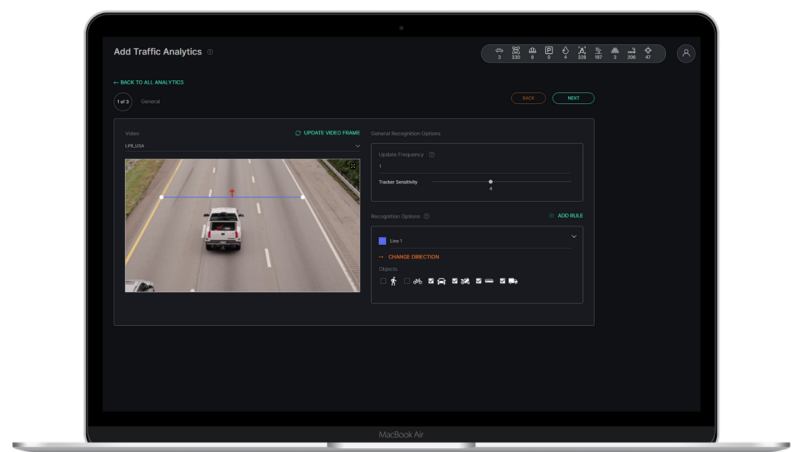 Add Traffic Analytics
3 330 8 0 4 328 197 3 206 47
← BACK TO ALL ANALYTICS
1 of 3 General
BACK NEXT
Video
UPDATE VIDEO FRAME
LPR_USA
General Recognition Options
Update Frequency
1
Tracker Sensitivity
4
Recognition Options
ADD RULE
Line 1
CHANGE DIRECTION
Objects
MacBook Air